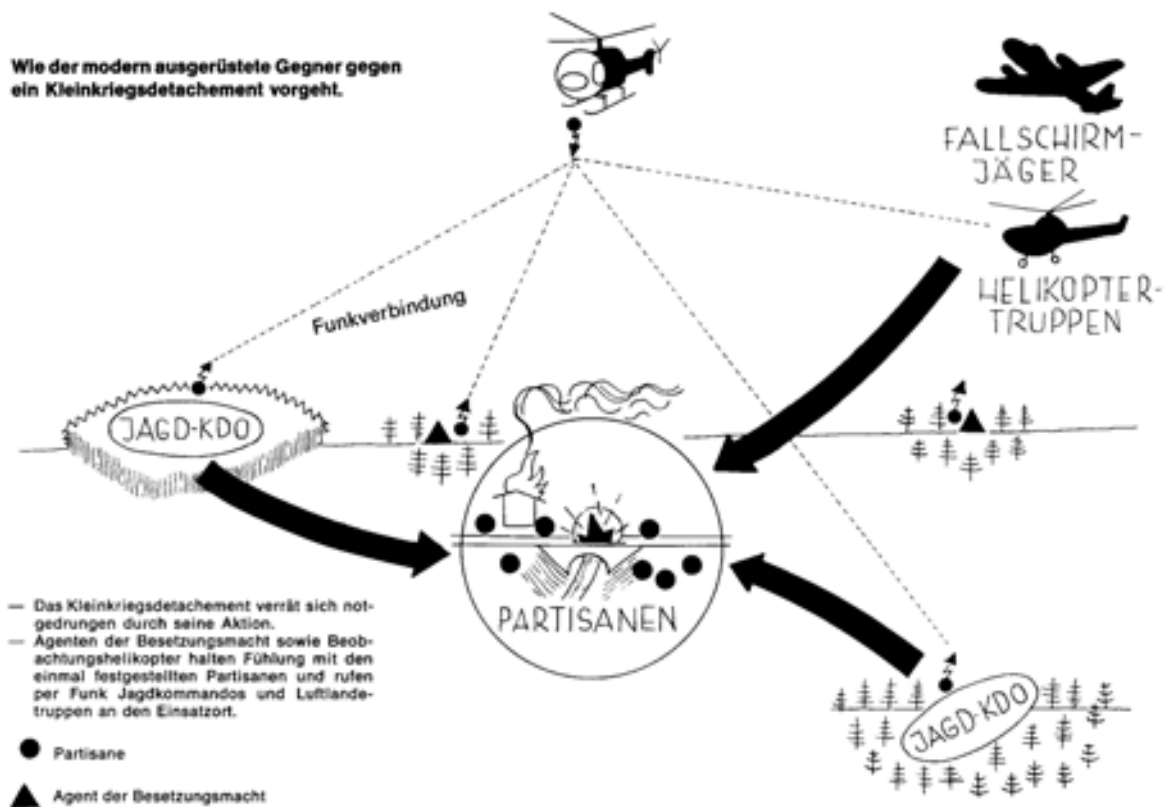 Wie der modern ausgerüstete Gegner gegen
ein Kleinkriegsdetachement vorgeht.
FALLSCHIRM-
JÄGER
HELIKOPTER-
TRUPPEN
Funkverbindung
JAGD-KDO
PARTISANEN
JAGD-KDO
— Das Kleinkriegsdetachement verrät sich not-
gedrungen durch seine Aktion.
— Agenten der Besetzungsmacht sowie Beob-
achtungshelikopter halten Fühlung mit den
einmal festgestellten Partisanen und rufen
per Funk Jagdkommandos und Luftlande-
truppen an den Einsatzort.
Partisane
Agent der Besetzungsmacht